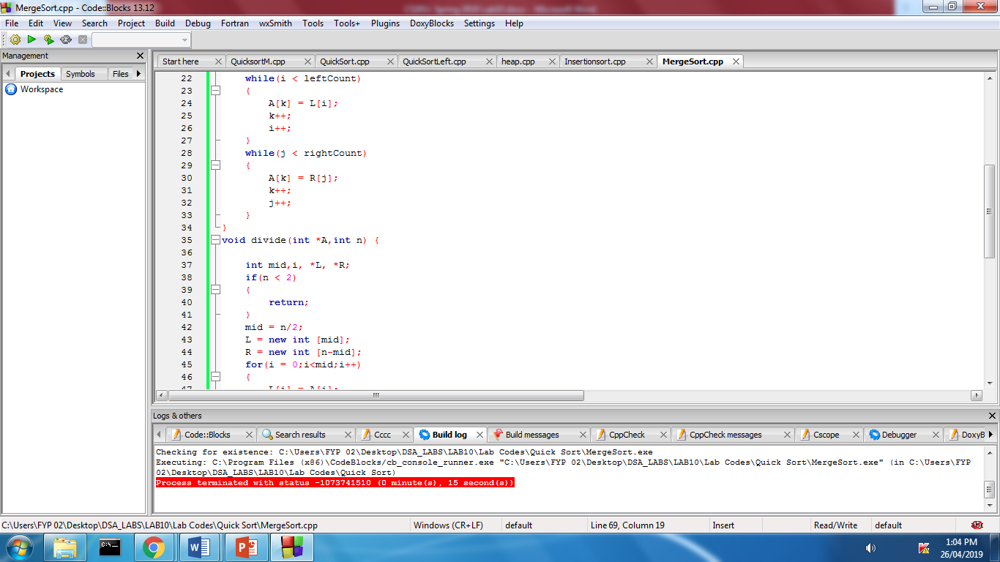 MergeSort.cpp - Code::Blocks 13.12
File Edit View Search Project Build Debug Fortran wxSmith Tools Tools+ Plugins DoxyBlocks Settings Help
Management
Projects Symbols Files
Workspace
Start here QuicksortM.cpp QuickSort.cpp QuickSortLeft.cpp heap.cpp Insertionsort.cpp MergeSort.cpp
22 while(i < leftCount)
23 {
24 A[k] = L[i];
25 k++;
26 i++;
27 }
28 while(j < rightCount)
29 {
30 A[k] = R[j];
31 k++;
32 j++;
33 }
34 }
35 void divide(int *A,int n) {
36
37 int mid,i, *L, *R;
38 if(n < 2)
39 {
40 return;
41 }
42 mid = n/2;
43 L = new int [mid];
44 R = new int [n-mid];
45 for(i = 0;i<mid;i++)
46 {
47 L[i] = A[i];
Logs & others
Code::Blocks Search results Cccc Build log Build messages CppCheck CppCheck messages Cscope Debugger DoxyB
Checking for existence: C:\Users\FYP 02\Desktop\DSA_LABS\LAB10\Lab Codes\Quick Sort\MergeSort.exe
Executing: C:\Program Files (x86)\CodeBlocks/cb_console_runner.exe "C:\Users\FYP 02\Desktop\DSA_LABS\LAB10\Lab Codes\Quick Sort\MergeSort.exe" (in C:\Users\FYP
02\Desktop\DSA_LABS\LAB10\Lab Codes\Quick Sort)
Process terminated with status -1073741510 (0 minute(s), 15 second(s))
C:\Users\FYP 02\Desktop\DSA_LABS\LAB10\Lab Codes\Quick Sort\MergeSort.cpp Windows (CR+LF) default Line 69, Column 19 Insert Read/Write default abc
C:\_
1:04 PM
26/04/2019